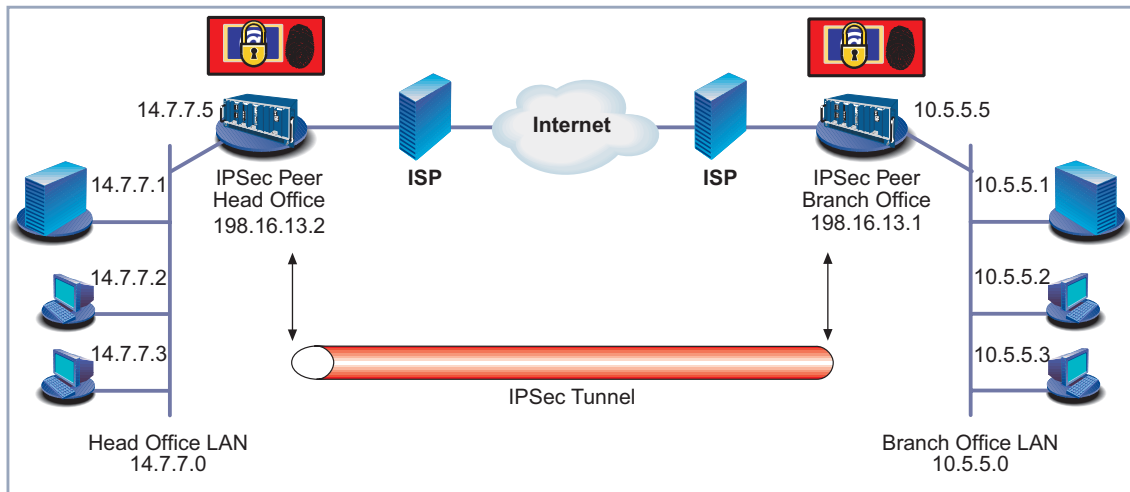 14.7.7.5
10.5.5.5
Internet
14.7.7.1
IPSec Peer
Head Office
198.16.13.2
ISP
ISP
IPSec Peer
Branch Office
198.16.13.1
10.5.5.1
14.7.7.2
10.5.5.2
14.7.7.3
10.5.5.3
IPSec Tunnel
Head Office LAN
14.7.7.0
Branch Office LAN
10.5.5.0